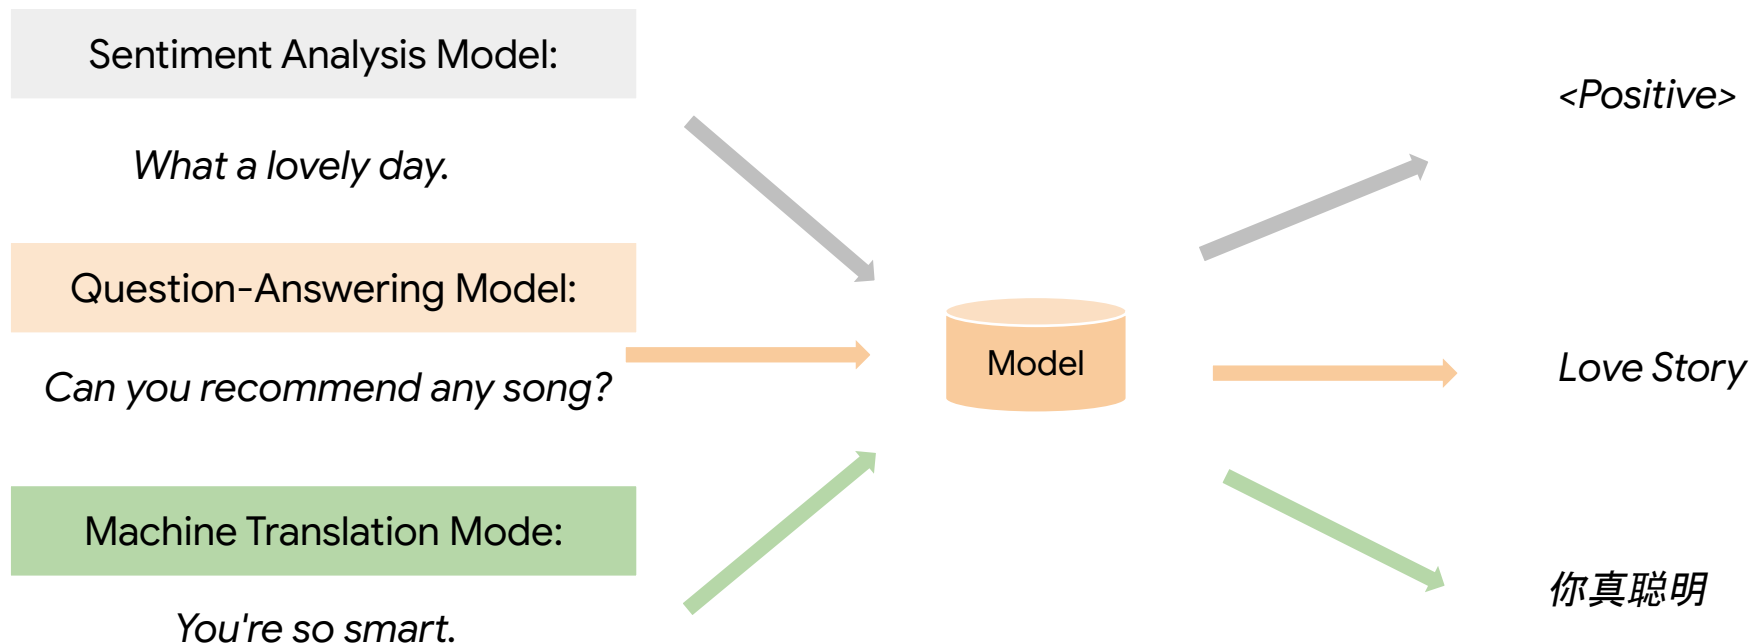 Sentiment Analysis Model:
What a lovely day.
Question-Answering Model:
Can you recommend any song?
Machine Translation Mode:
You're so smart.
Model
<Positive>
Love Story
你真聪明